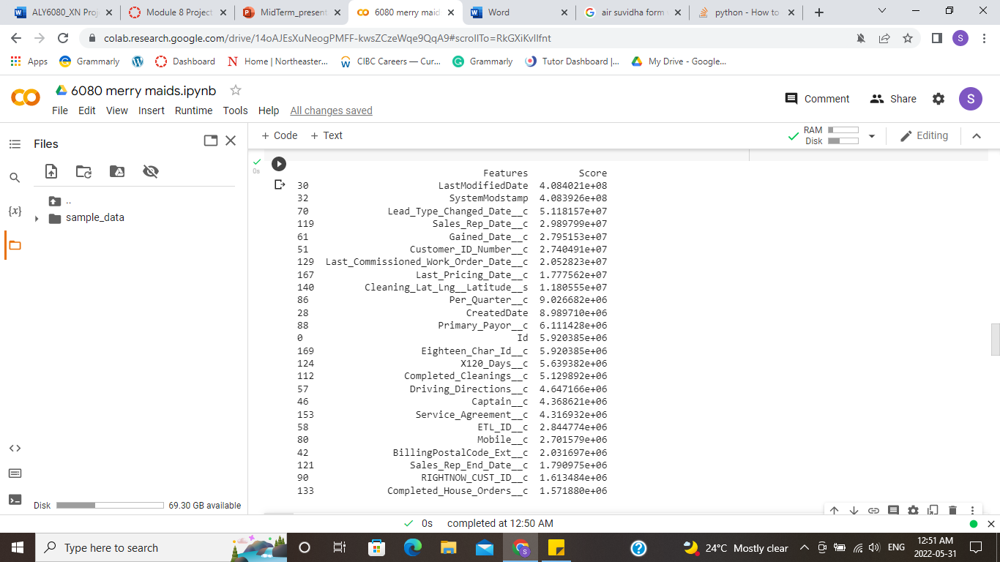 ALY6080_XN Proj
Module 8 Project
MidTerm_present
6080 merry maid
Word
air suvidha form
python - How to
colab.research.google.com/drive/14oAJEsXuNeogPMFF-kwsZCzeWqe9QqA9#scrollTo=RkGXiKvlIfnt
S
Apps
Grammarly
Dashboard
Home | Northeaster...
CIBC Careers — Cur...
Grammarly
Tutor Dashboard |...
My Drive - Google...
6080 merry maids.ipynb
File Edit View Insert Runtime Tools Help All changes saved
Comment
Share
S
Files
+ Code + Text
RAM
Disk
Editing
..
sample_data
{x}
0s
Features Score
30 LastModifiedDate 4.084021e+08
32 SystemModstamp 4.083926e+08
70 Lead_Type_Changed_Date__c 5.118157e+07
119 Sales_Rep_Date__c 2.989799e+07
61 Gained_Date__c 2.795153e+07
51 Customer_ID_Number__c 2.740491e+07
129 Last_Commissioned_Work_Order_Date__c 2.052823e+07
167 Last_Pricing_Date__c 1.777562e+07
140 Cleaning_Lat_Lng__Latitude__s 1.180555e+07
86 Per_Quarter__c 9.026682e+06
28 CreatedDate 8.989710e+06
88 Primary_Payor__c 6.111428e+06
0 Id 5.920385e+06
169 Eighteen_Char_Id__c 5.920385e+06
124 X120_Days__c 5.639382e+06
112 Completed_Cleanings__c 5.129892e+06
57 Driving_Directions__c 4.647166e+06
46 Captain__c 4.368621e+06
153 Service_Agreement__c 4.316932e+06
58 ETL_ID__c 2.844774e+06
80 Mobile__c 2.701579e+06
42 BillingPostalCode_Ext__c 2.031697e+06
121 Sales_Rep_End_Date__c 1.790975e+06
90 RIGHTNOW_CUST_ID__c 1.613484e+06
133 Completed_House_Orders__c 1.571880e+06
Disk 69.30 GB available
0s completed at 12:50 AM
Type here to search
24°C Mostly clear
ENG
12:51 AM
2022-05-31